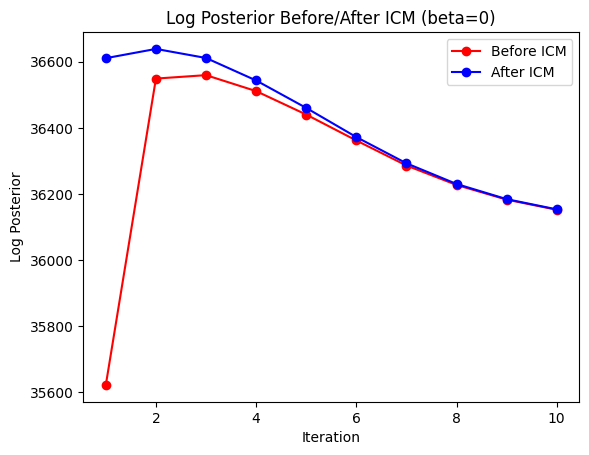 Log Posterior Before/After ICM (beta=0)
Before ICM
After ICM
Log Posterior
36600
36400
36200
36000
35800
35600
2 4 6 8 10
Iteration